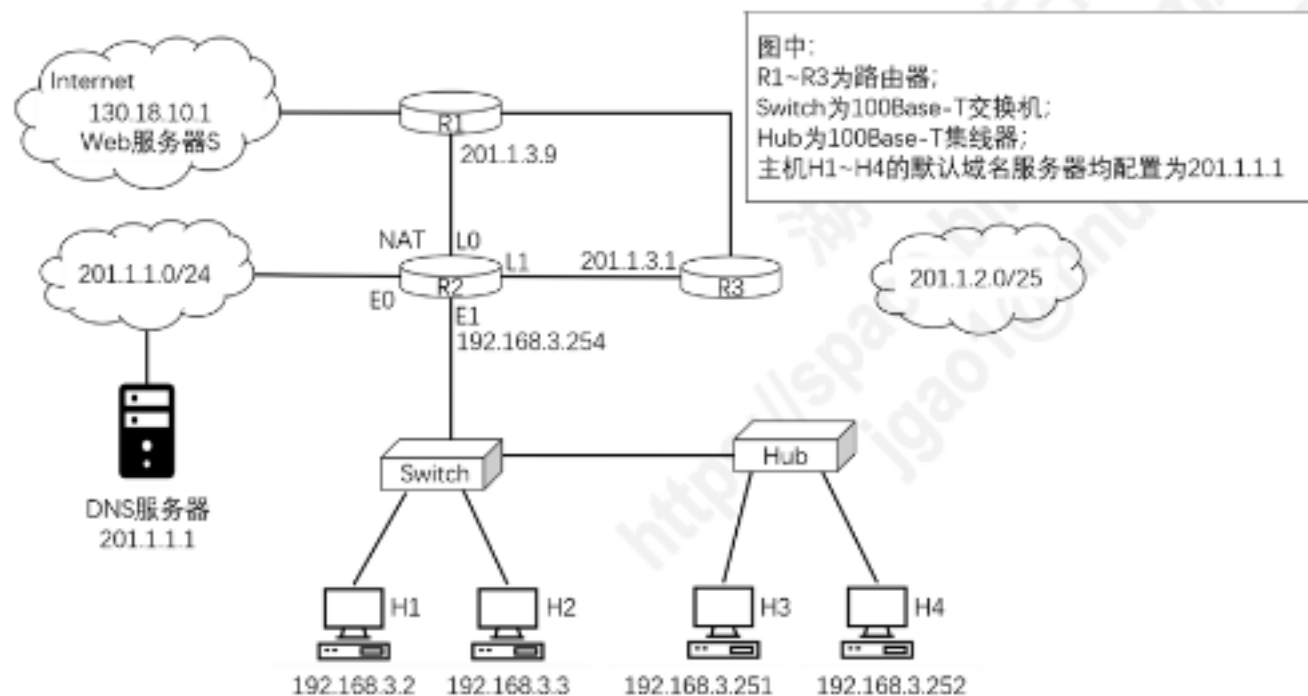 图中：
R1~R3为路由器；
Switch为100Base-T交换机；
Hub为100Base-T集线器；
主机H1~H4的默认域名服务器均配置为201.1.1.1
Internet
130.18.10.1
Web服务器S
R1
201.1.3.9
NAT
L0
201.1.1.0/24
E0
R2
L1
201.1.3.1
R3
201.1.2.0/25
E1
192.168.3.254
DNS服务器
201.1.1.1
Switch
Hub
H1
H2
H3
H4
192.168.3.2
192.168.3.3
192.168.3.251
192.168.3.252